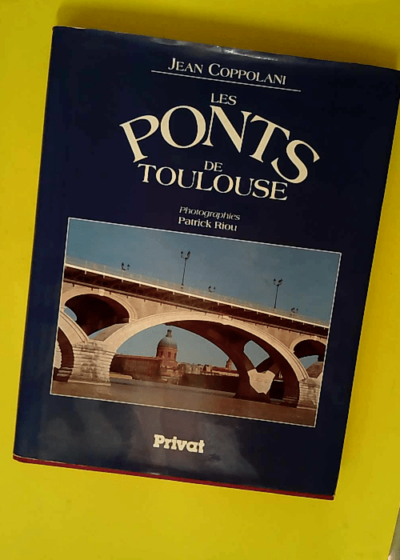 JEAN COPPOLANI
LES
PONTS
DE
TOULOUSE
Photographies
Patrick Riou
Privat